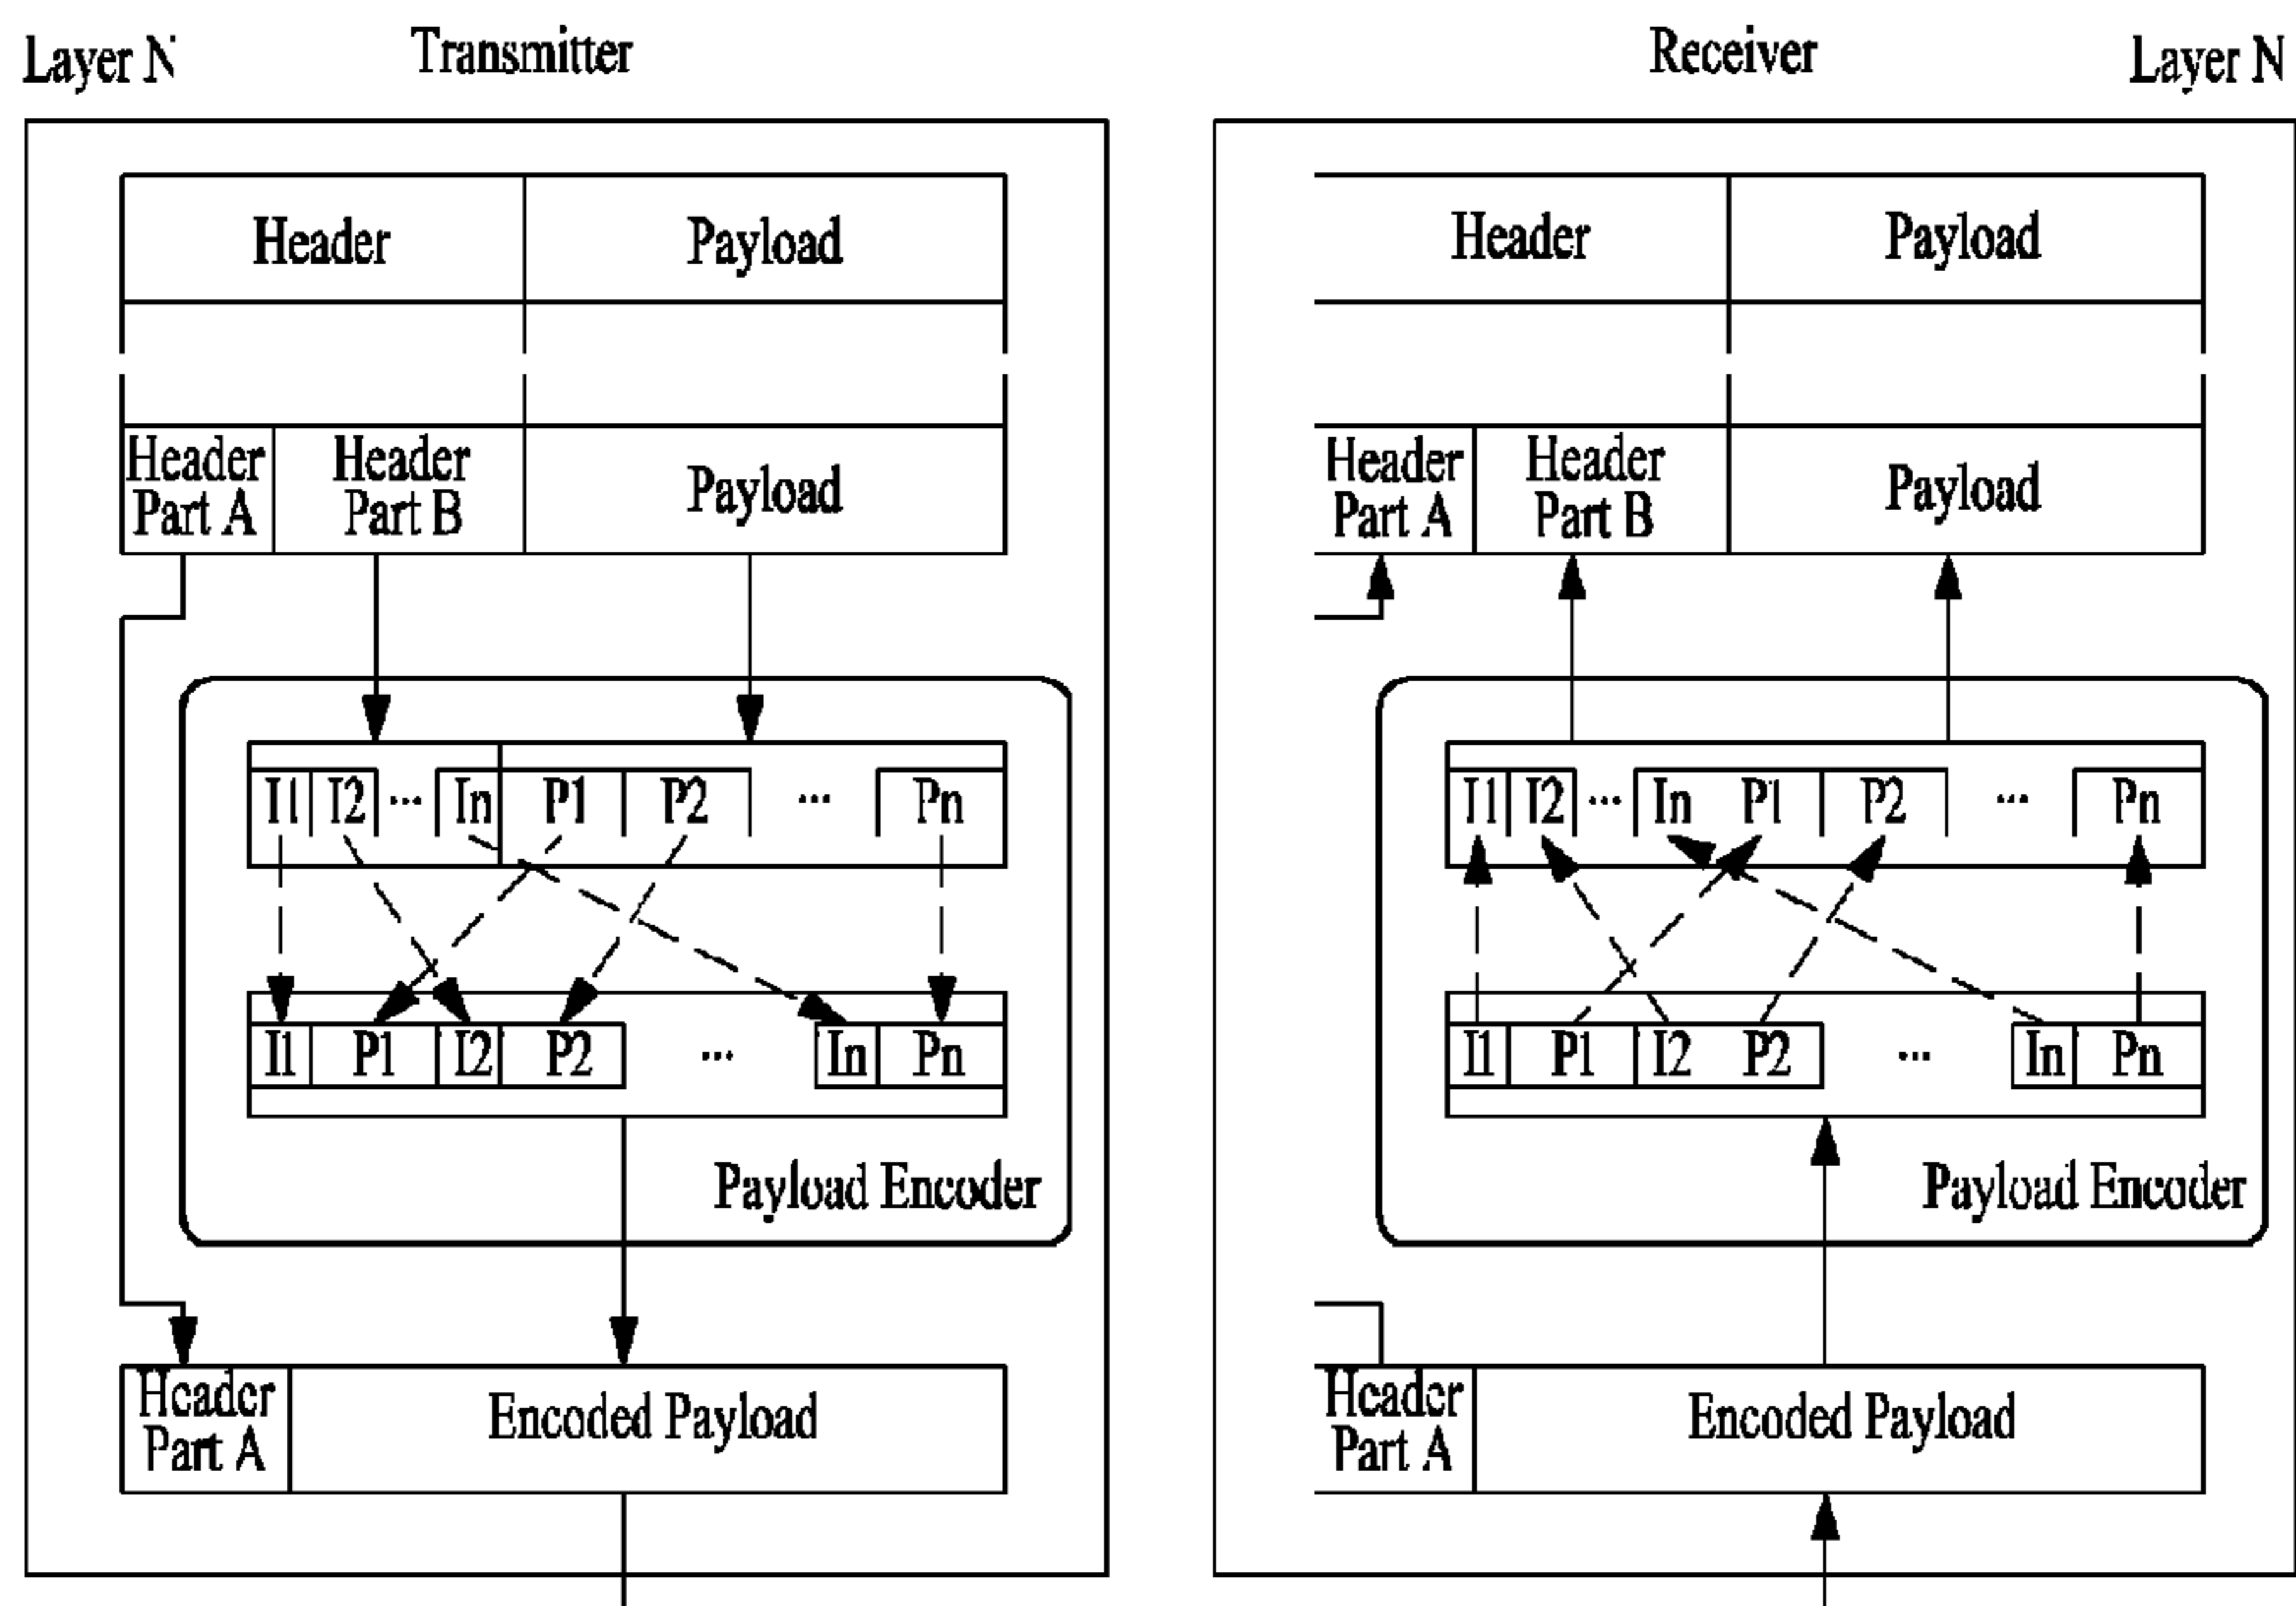 Layer N Transmitter
Header Payload
Header Part A
Header Part B
Payload
I1 I2 ... In P1 P2 ... Pn
I1 P1 I2 P2 ... In Pn
Payload Encoder
Header Part A
Encoded Payload
Receiver Layer N
Header Payload
Header Part A
Header Part B
Payload
I1 I2 ... In P1 P2 ... Pn
I1 P1 I2 P2 ... In Pn
Payload Encoder
Header Part A
Encoded Payload